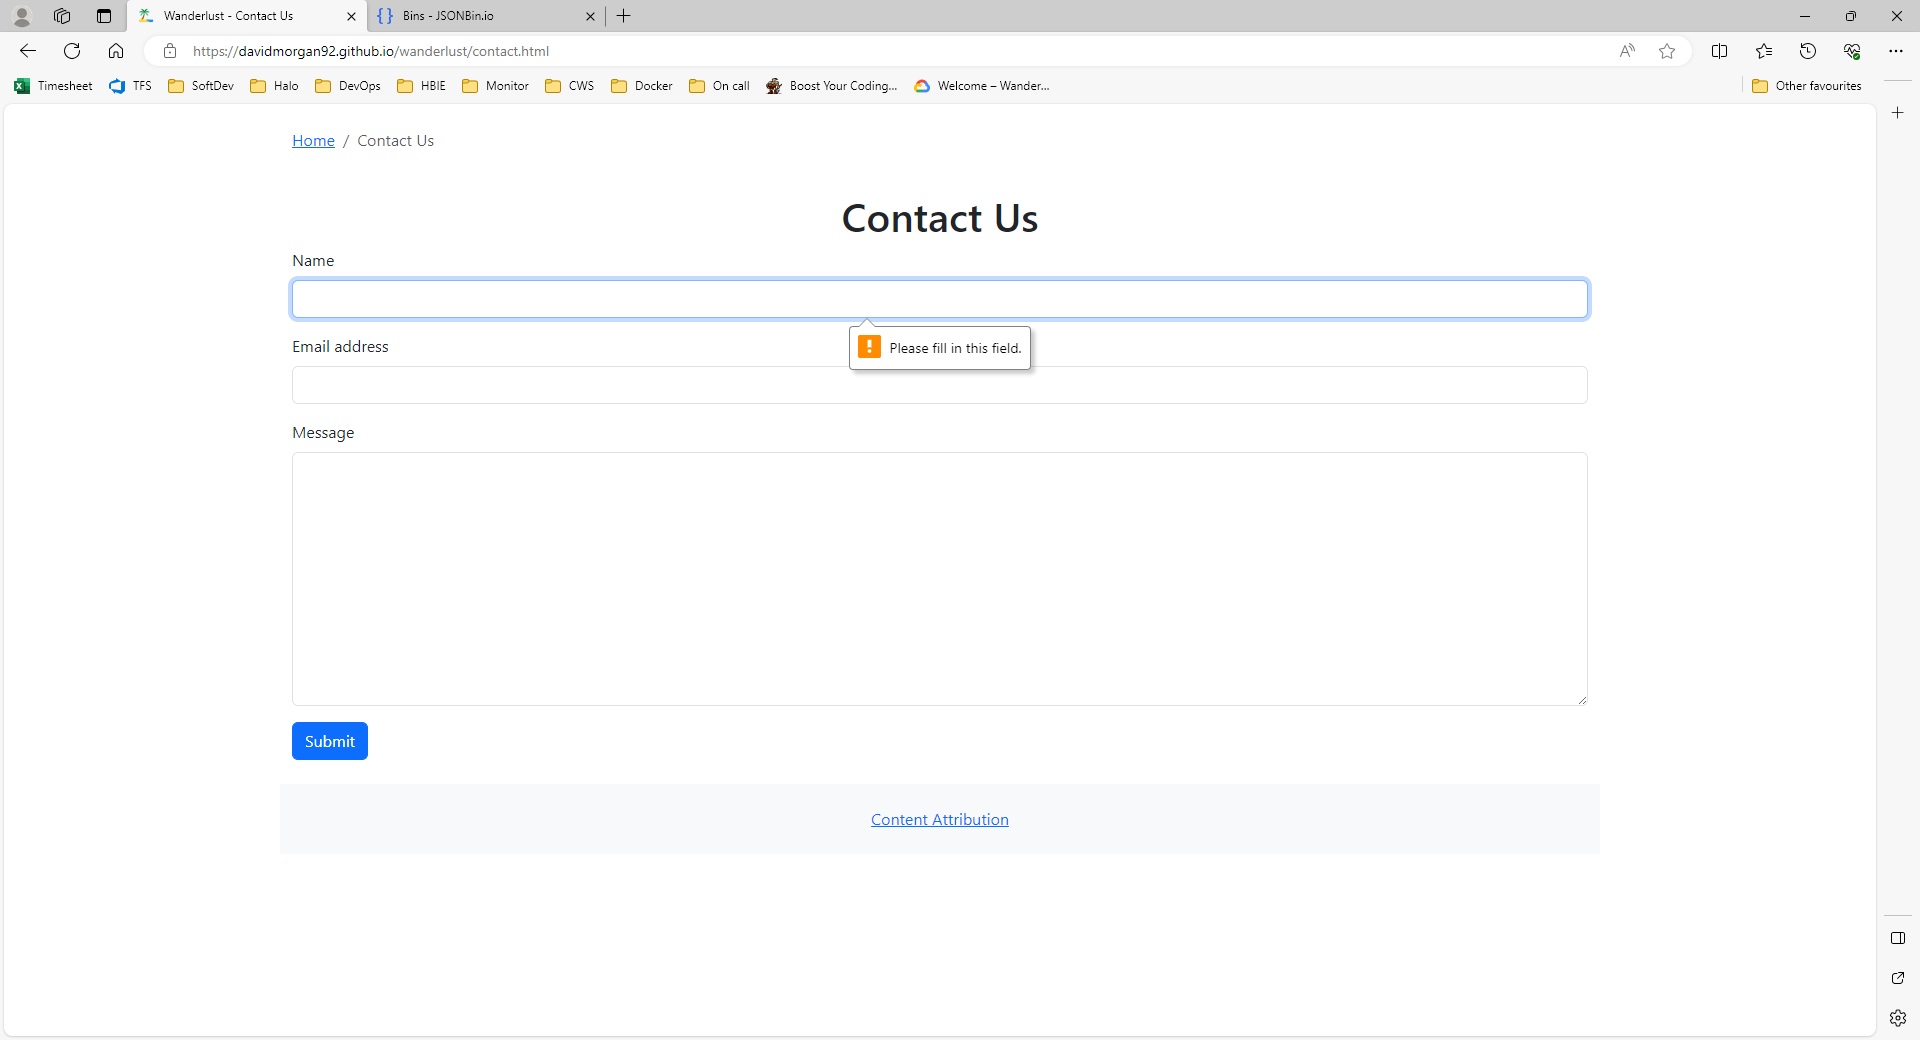 Wanderlust - Contact Us
{} Bins - JSONBin.io
https://davidmorgan92.github.io/wanderlust/contact.html
Timesheet
TFS
SoftDev
Halo
DevOps
HBIE
Monitor
CWS
Docker
On call
Boost Your Coding...
Welcome – Wander...
Other favourites
Home / Contact Us
Contact Us
Name
Please fill in this field.
Email address
Message
Submit
Content Attribution